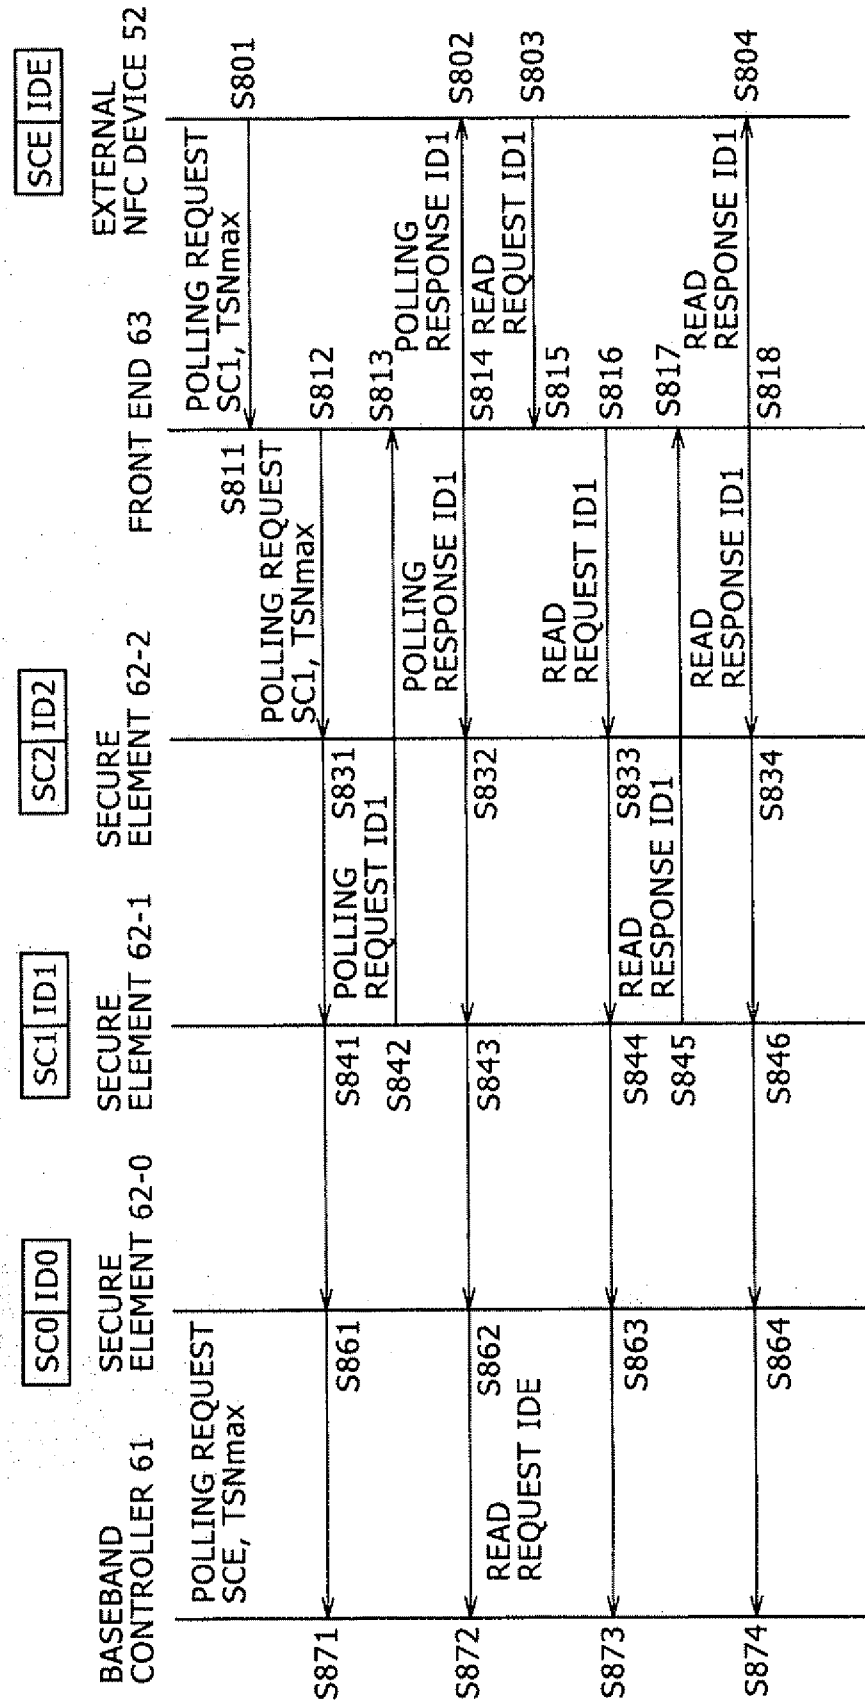 SC0 ID0
SC1 ID1
SC2 ID2
SCE IDE
BASEBAND
CONTROLLER 61
SECURE
ELEMENT 62-0
SECURE
ELEMENT 62-1
SECURE
ELEMENT 62-2
FRONT END 63
EXTERNAL
NFC DEVICE 52
POLLING REQUEST
SC1, TSNmax
S801
S811
POLLING REQUEST
SC1, TSNmax
S812
POLLING REQUEST
SCE, TSNmax
S871
S861
S841
S831
POLLING
REQUEST ID1
S842
S813
POLLING
RESPONSE ID1
S802
POLLING
RESPONSE ID1
S814
S872
S862
S843
S832
READ
REQUEST IDE
READ
REQUEST ID1
S803
S815
READ
REQUEST ID1
S816
S873
S863
S844
S833
READ
RESPONSE ID1
S845
S817
READ
RESPONSE ID1
S804
READ
RESPONSE ID1
S818
S874
S864
S846
S834